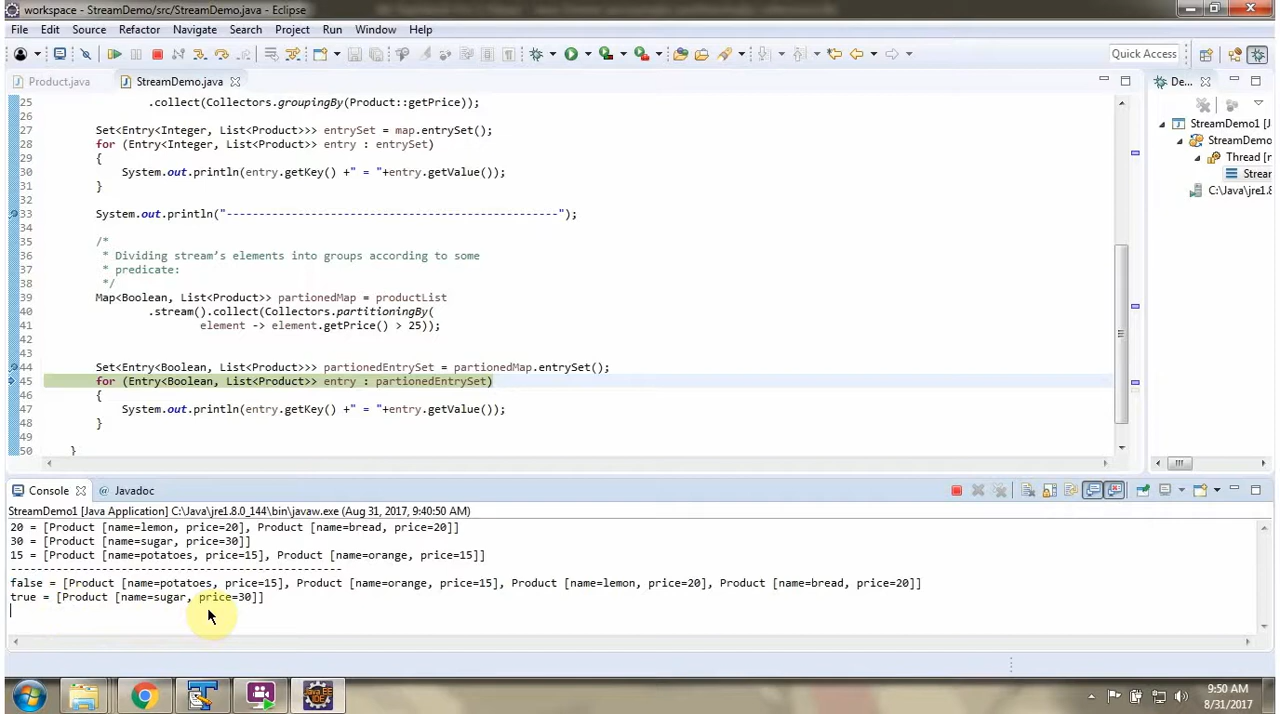 workspace - StreamDemo/src/StreamDemo.java - Eclipse
File Edit Source Refactor Navigate Search Project Run Window Help
Quick Access
Product.java StreamDemo.java De...
25 .collect(Collectors.groupingBy(Product::getPrice));
26
27 Set<Entry<Integer, List<Product>>> entrySet = map.entrySet();
28 for (Entry<Integer, List<Product>> entry : entrySet)
29 {
30 System.out.println(entry.getKey() +" = "+entry.getValue());
31 }
32
33 System.out.println("---------------------------------------------------");
34
35 /*
36 * Dividing stream's elements into groups according to some
37 * predicate:
38 */
39 Map<Boolean, List<Product>> partionedMap = productList
40 .stream().collect(Collectors.partitioningBy(
41 element -> element.getPrice() > 25));
42
43
44 Set<Entry<Boolean, List<Product>>> partionedEntrySet = partionedMap.entrySet();
45 for (Entry<Boolean, List<Product>> entry : partionedEntrySet)
46 {
47 System.out.println(entry.getKey() +" = "+entry.getValue());
48 }
49
50 }
StreamDemo1 [J
StreamDemo
Thread [
Stream
C:\Java\jre1.8
Console Javadoc
StreamDemo1 [Java Application] C:\Java\jre1.8.0_144\bin\javaw.exe (Aug 31, 2017, 9:40:50 AM)
20 = [Product [name=lemon, price=20], Product [name=bread, price=20]]
30 = [Product [name=sugar, price=30]]
15 = [Product [name=potatoes, price=15], Product [name=orange, price=15]]
---------------------------------------------------
false = [Product [name=potatoes, price=15], Product [name=orange, price=15], Product [name=lemon, price=20], Product [name=bread, price=20]]
true = [Product [name=sugar, price=30]]
Java EE
IDE
9:50 AM
8/31/2017